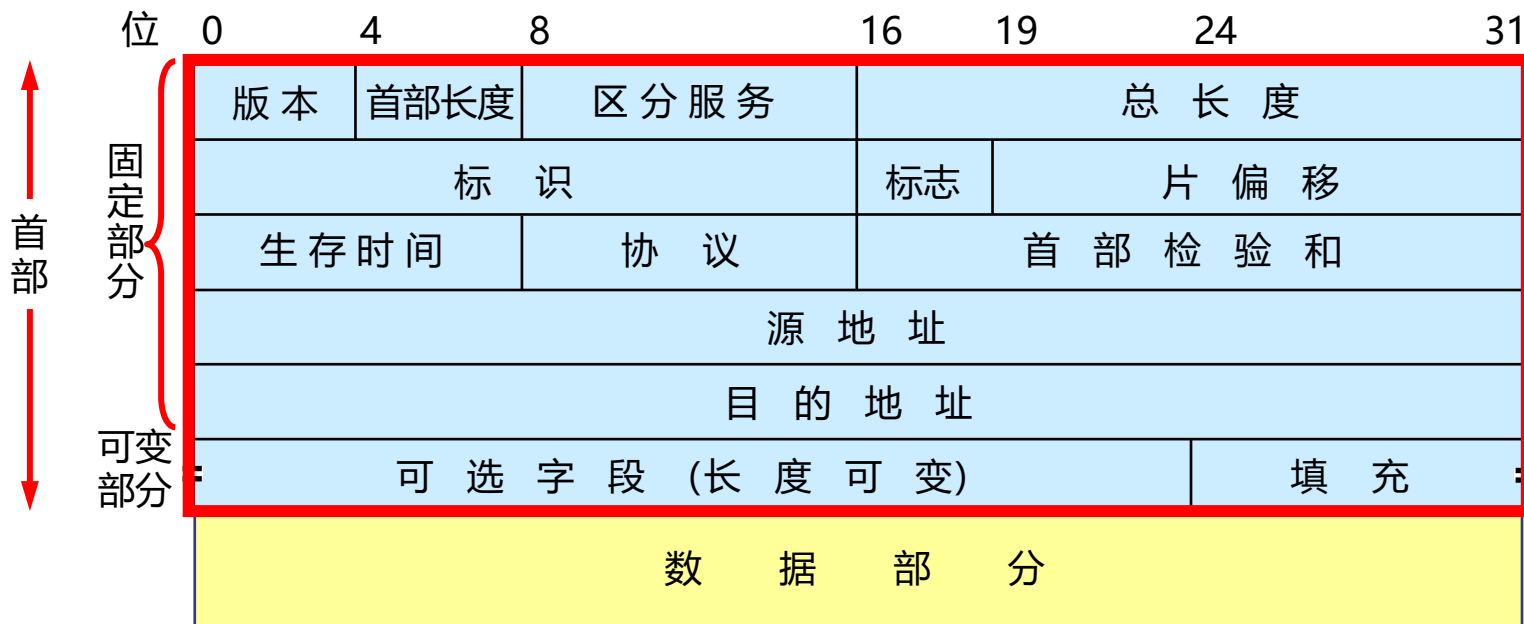 位 0 4 8 16 19 24 31
版本 首部长度 区分服务 总长度
标识 标志 片偏移
生存时间 协议 首部检验和
源地址
目的地址
可选字段 (长度可变) 填充
数据部分
首部
固定部分
可变
部分